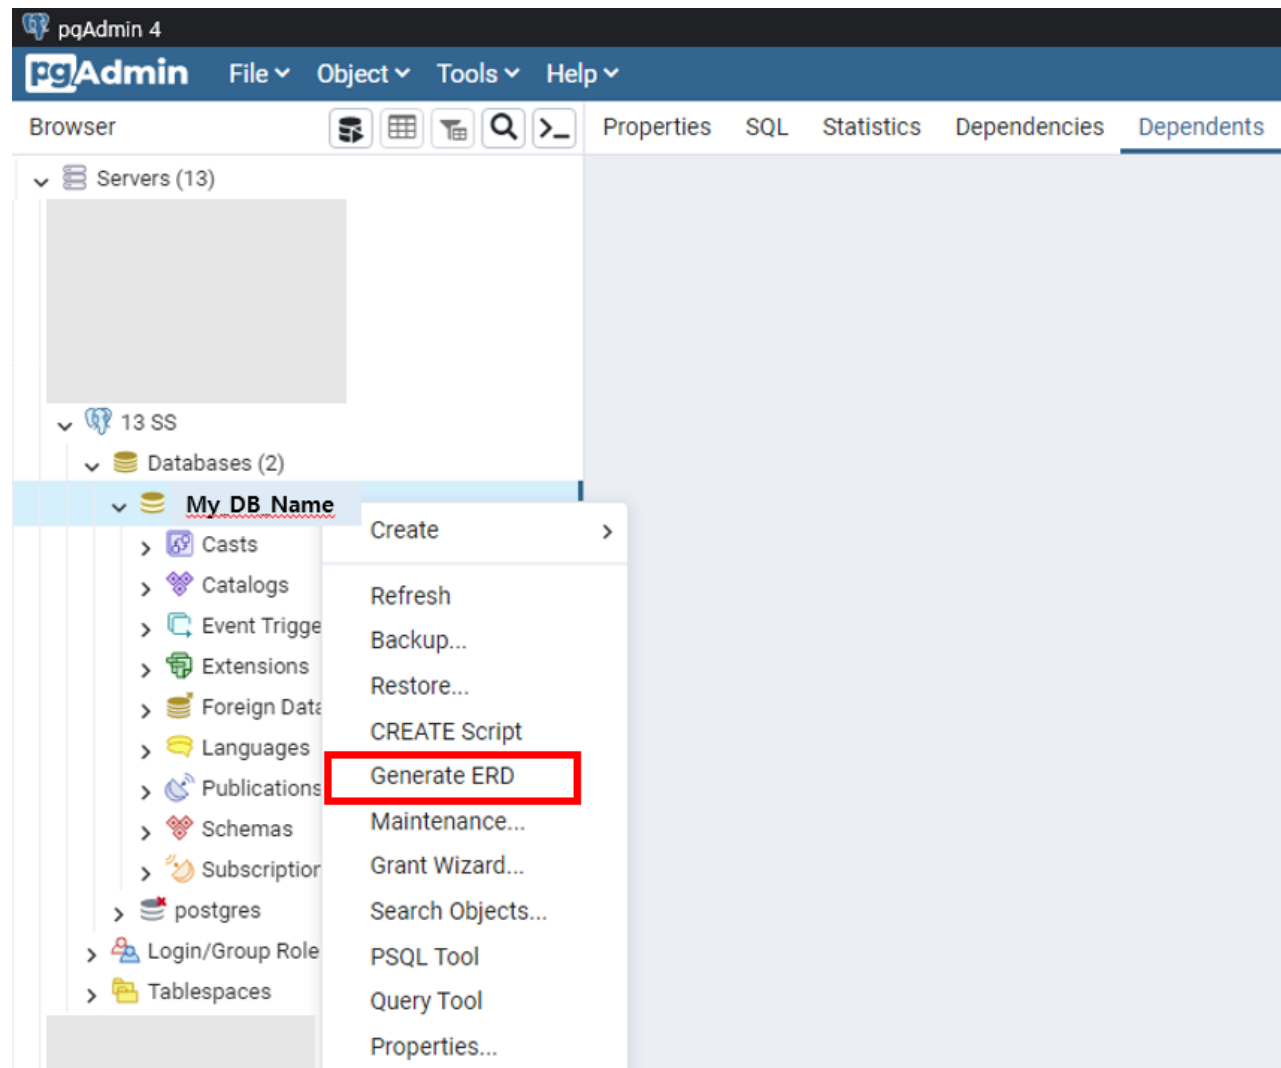 pgAdmin 4
pgAdmin File Object Tools Help
Browser Properties SQL Statistics Dependencies Dependents
Servers (13)
13 SS
Databases (2)
My_DB_Name
Casts
Catalogs
Event Trigge
Extensions
Foreign Data
Languages
Publications
Schemas
Subscription
postgres
Login/Group Role
Tablespaces
Create
Refresh
Backup...
Restore...
CREATE Script
Generate ERD
Maintenance...
Grant Wizard...
Search Objects...
PSQL Tool
Query Tool
Properties...